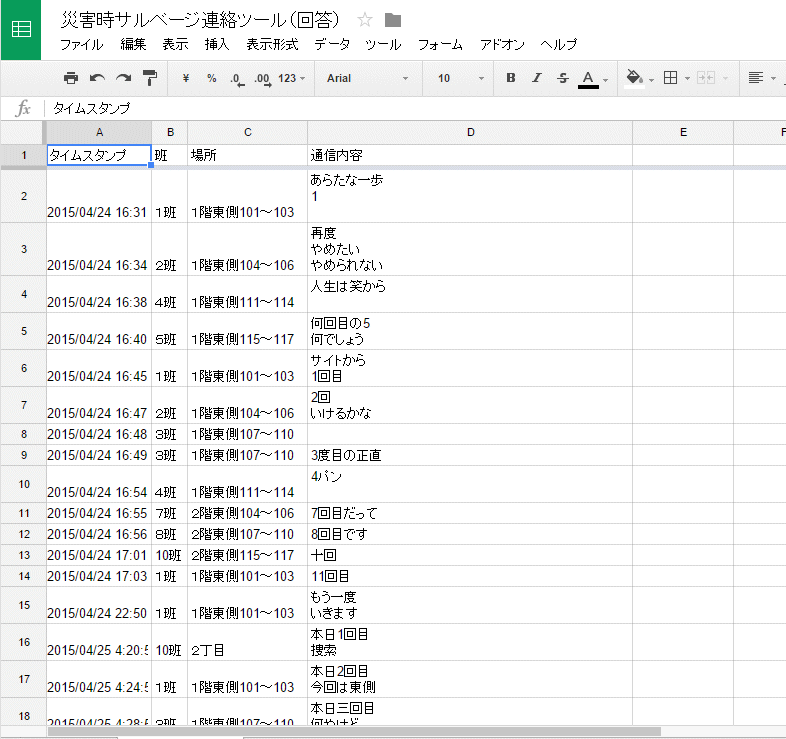 災害時サルベージ連絡ツール（回答）
ファイル 編集 表示 挿入 表示形式 データ ツール フォーム アドオン ヘルプ
¥ % .0 .00 123 Arial 10 B I S A
fx タイムスタンプ
A B C D E F
1 タイムスタンプ 班 場所 通信内容
あらたな一歩
2 2015/04/24 16:31 1班 1階東側101～103 1
再度
やめたい
3 2015/04/24 16:34 2班 1階東側104～106 やめられない
人生は笑から
4 2015/04/24 16:38 4班 1階東側111～114
何回目の5
5 2015/04/24 16:40 5班 1階東側115～117 何でしょう
サイトから
6 2015/04/24 16:45 1班 1階東側101～103 1回目
2回
7 2015/04/24 16:47 2班 1階東側104～106 いけるかな
8 2015/04/24 16:48 3班 1階東側107～110
9 2015/04/24 16:49 3班 1階東側107～110 3度目の正直
4パン
10 2015/04/24 16:54 4班 1階東側111～114
11 2015/04/24 16:55 7班 2階東側104～106 7回目だって
12 2015/04/24 16:56 8班 2階東側107～110 8回目です
13 2015/04/24 17:01 10班 2階東側115～117 十回
14 2015/04/24 17:03 1班 1階東側101～103 11回目
もう一度
15 2015/04/24 22:50 1班 1階東側101～103 いきます
本日1回目
16 2015/04/25 4:20:5 10班 2丁目 捜索
本日2回目
17 2015/04/25 4:24:5 1班 1階東側101～103 今回は東側
本日三回目
18 2015/04/25 4:28:5 3班 1階東側107～110 何やけど